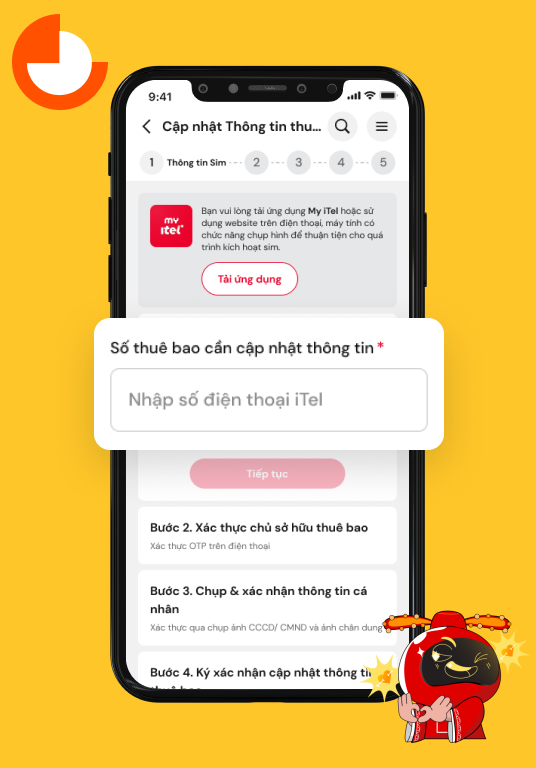 9:41
Cập nhật Thông tin thu...
1 Thông tin Sim 2 3 4 5
my
itel
Bạn vui lòng tải ứng dụng My iTel hoặc sử
dụng website trên điện thoại, máy tính có
chức năng chụp hình để thuận tiện cho quá
trình kích hoạt sim.
Tải ứng dụng
Số thuê bao cần cập nhật thông tin *
Nhập số điện thoại iTel
Tiếp tục
Bước 2. Xác thực chủ sở hữu thuê bao
Xác thực OTP trên điện thoại
Bước 3. Chụp & xác nhận thông tin cá
nhân
Xác thực qua chụp ảnh CCCD/ CMND và ảnh chân dung
Bước 4. Ký xác nhận cập nhật thông tin
thuê bao